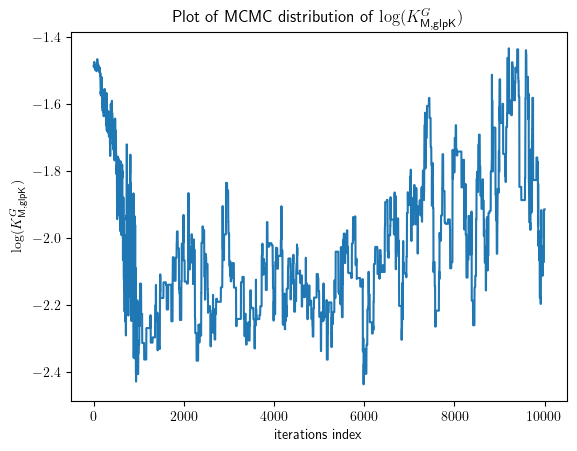 Plot of MCMC distribution of log(K^G_M,glpK)
−1.4
−1.6
−1.8
−2.0
−2.2
−2.4
log(K^G_M,glpK)
0 2000 4000 6000 8000 10000
iterations index